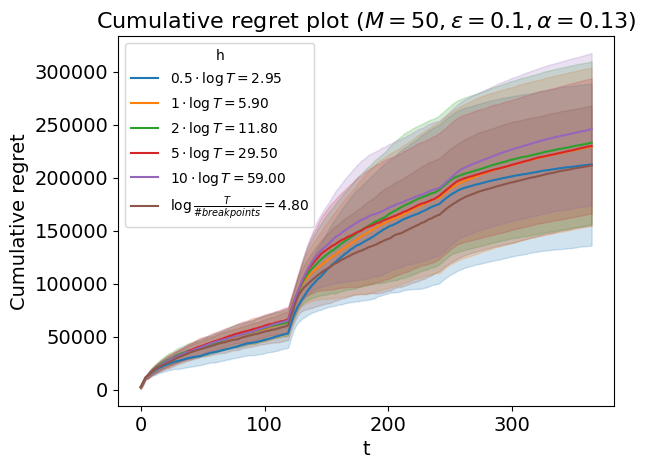 Cumulative regret plot (M = 50, ε = 0.1, α = 0.13)
h
0.5 · log T = 2.95
1 · log T = 5.90
2 · log T = 11.80
5 · log T = 29.50
10 · log T = 59.00
log T/#breakpoints = 4.80
Cumulative regret
300000
250000
200000
150000
100000
50000
0
0 100 200 300
t